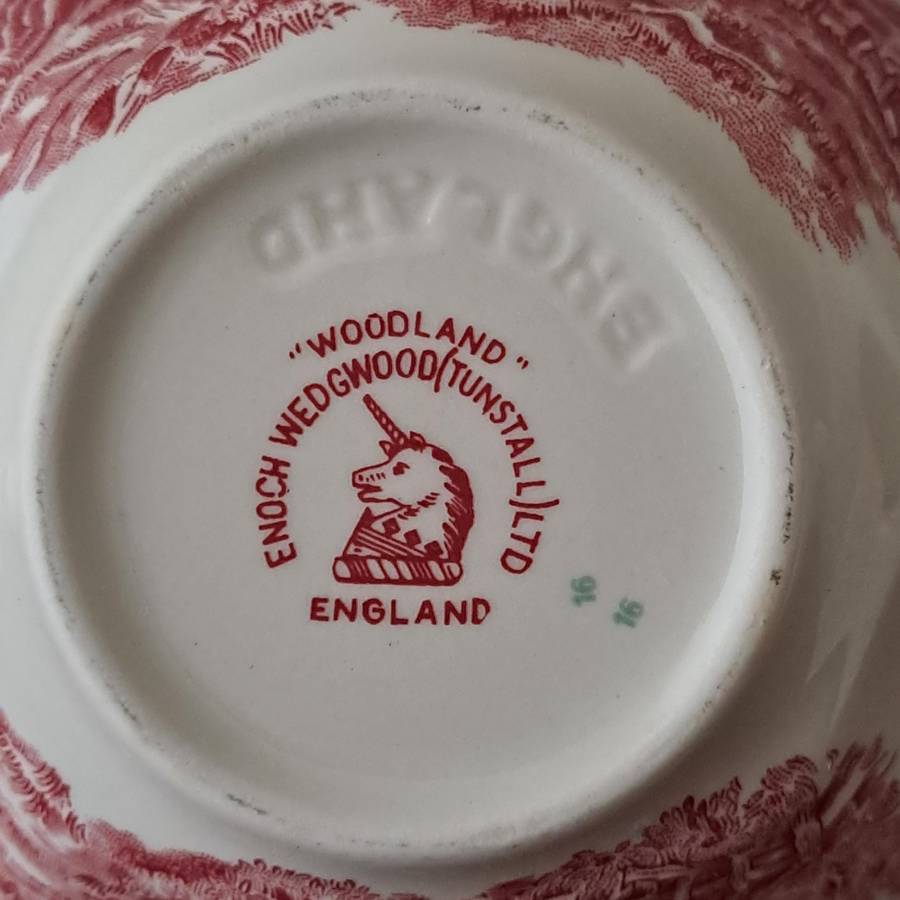 ENGLAND
"WOODLAND"
ENOCH WEDGWOOD (TUNSTALL) LTD
ENGLAND
16
16